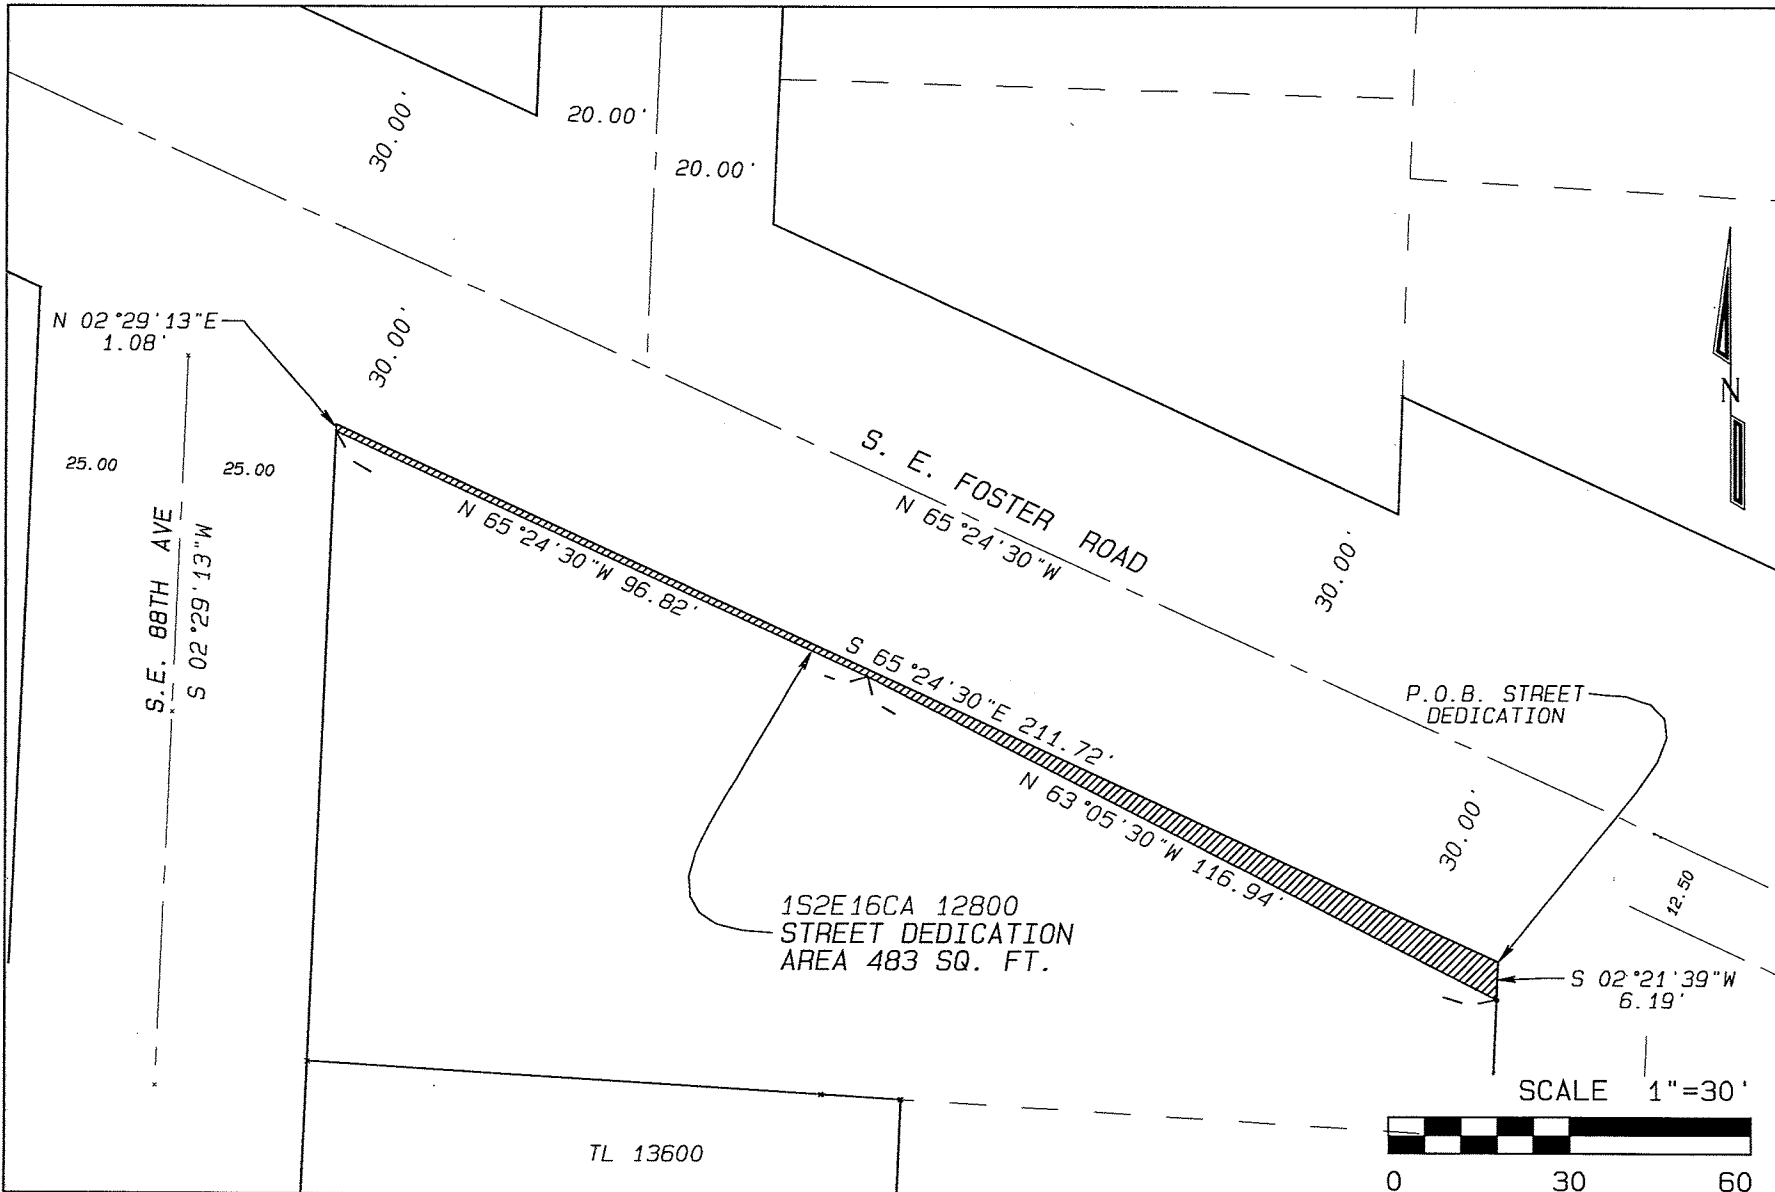 30.00'
20.00'
20.00'
N 02°29'13"E
1.08'
30.00'
25.00
25.00
S.E. 88TH AVE
S 02°29'13"W
N 65°24'30"W 96.82'
S. E. FOSTER ROAD
N 65°24'30"W
30.00'
N
S 65°24'30"E 211.72'
N 63°05'30"W 116.94'
P.O.B. STREET
DEDICATION
30.00'
12.50
1S2E16CA 12800
STREET DEDICATION
AREA 483 SQ. FT.
S 02°21'39"W
6.19'
TL 13600
SCALE 1"=30'
0 30 60